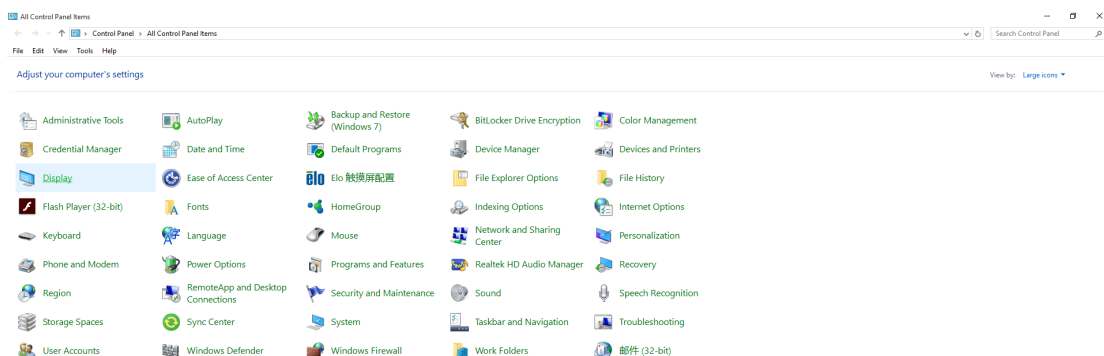 All Control Panel Items
Control Panel › All Control Panel Items
Search Control Panel
File Edit View Tools Help
Adjust your computer's settings
View by: Large icons
Administrative Tools
AutoPlay
Backup and Restore
(Windows 7)
BitLocker Drive Encryption
Color Management
Credential Manager
Date and Time
Default Programs
Device Manager
Devices and Printers
Display
Ease of Access Center
elo
Elo 触摸屏配置
File Explorer Options
File History
Flash Player (32-bit)
Fonts
HomeGroup
Indexing Options
Internet Options
Keyboard
Language
Mouse
Network and Sharing
Center
Personalization
Phone and Modem
Power Options
Programs and Features
Realtek HD Audio Manager
Recovery
Region
RemoteApp and Desktop
Connections
Security and Maintenance
Sound
Speech Recognition
Storage Spaces
Sync Center
System
Taskbar and Navigation
Troubleshooting
User Accounts
Windows Defender
Windows Firewall
Work Folders
邮件 (32-bit)